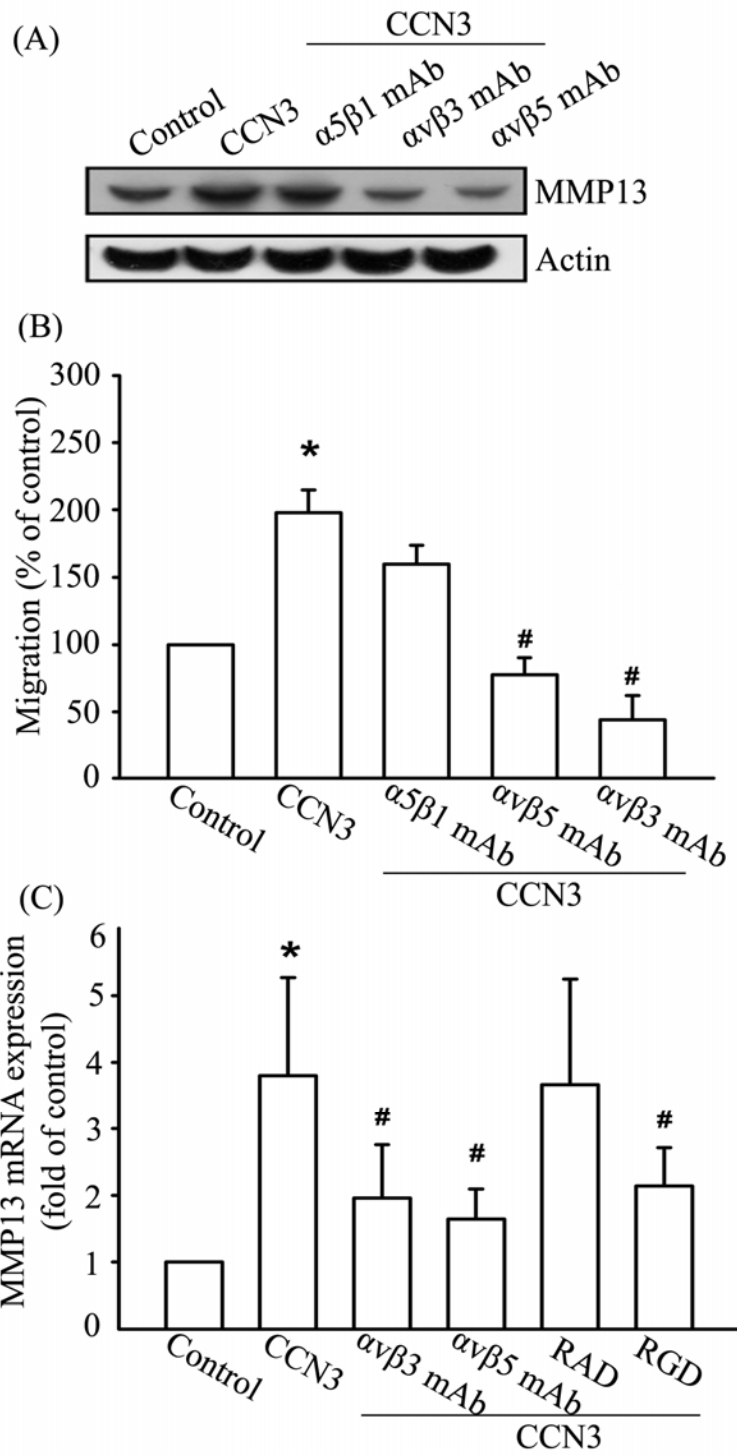 (A)
CCN3
Control CCN3 α5β1 mAb αvβ3 mAb αvβ5 mAb
MMP13
Actin
(B)
Migration (% of control)
300
250
200
150
100
50
0
*
#
#
Control CCN3 α5β1 mAb αvβ5 mAb αvβ3 mAb
CCN3
(C)
MMP13 mRNA expression
(fold of control)
6
5
4
3
2
1
0
*
#
#
#
Control CCN3 αvβ3 mAb αvβ5 mAb RAD RGD
CCN3